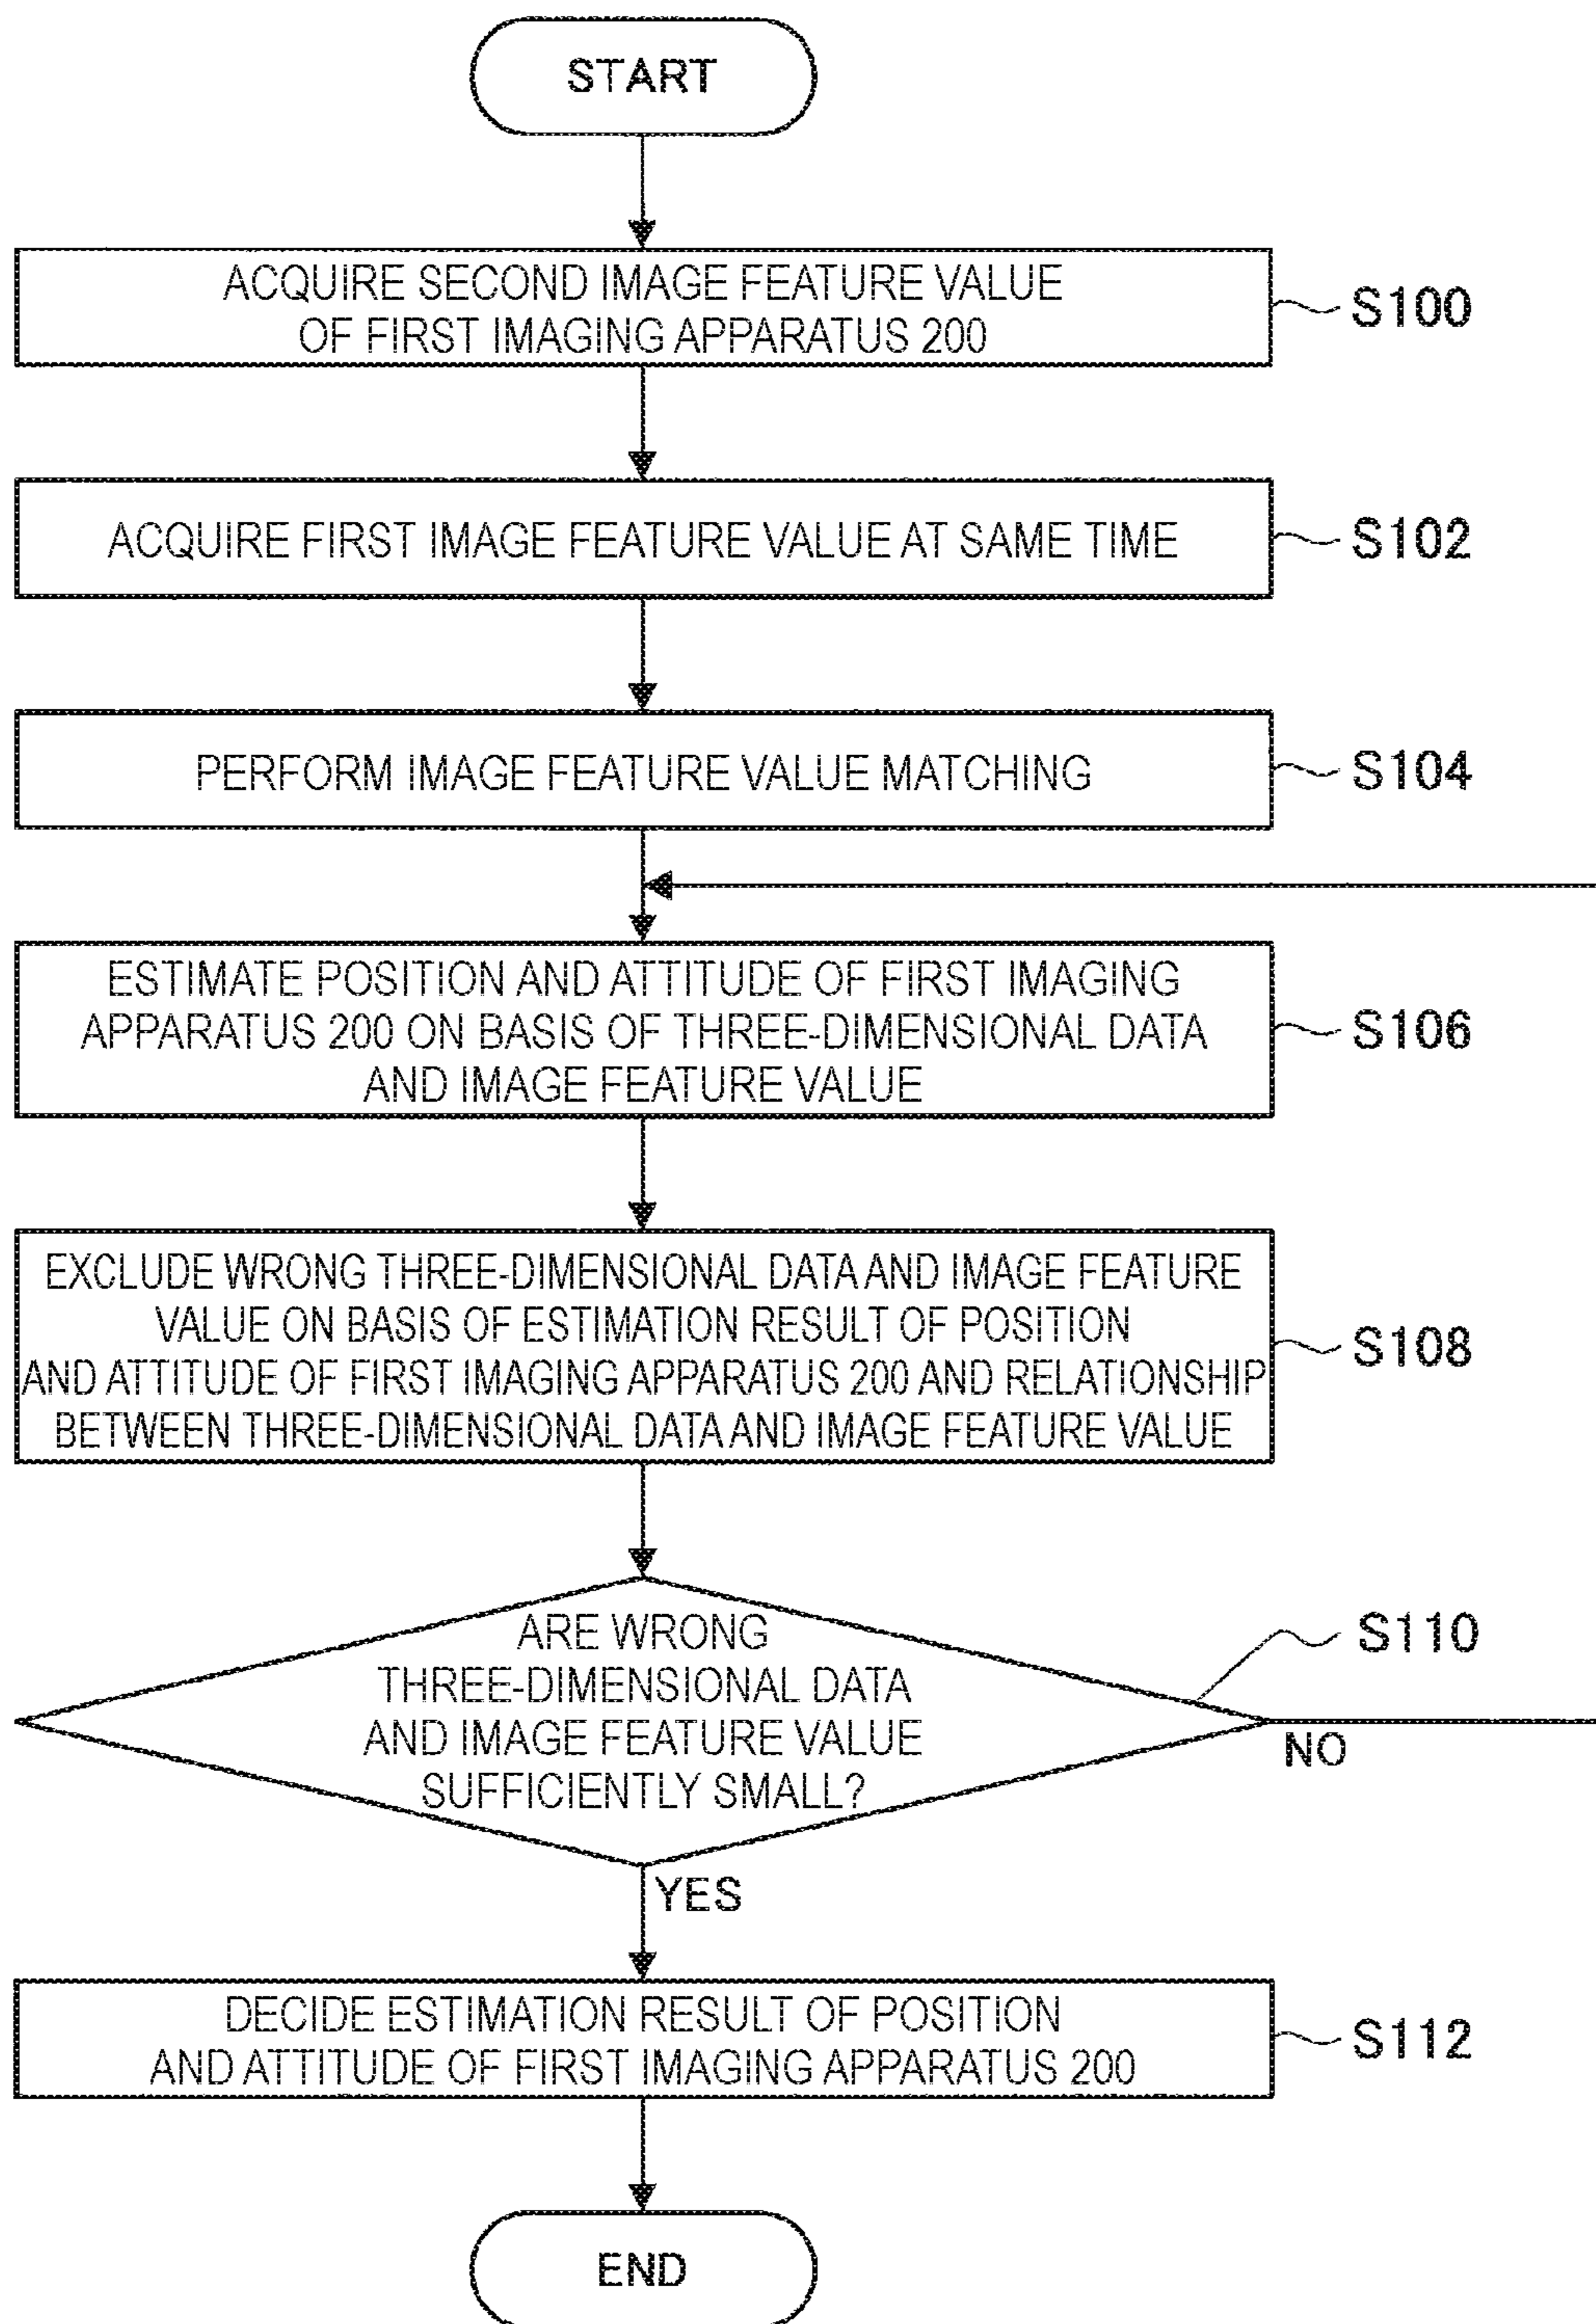 START
ACQUIRE SECOND IMAGE FEATURE VALUE
OF FIRST IMAGING APPARATUS 200
S100
ACQUIRE FIRST IMAGE FEATURE VALUE AT SAME TIME
S102
PERFORM IMAGE FEATURE VALUE MATCHING
S104
ESTIMATE POSITION AND ATTITUDE OF FIRST IMAGING
APPARATUS 200 ON BASIS OF THREE-DIMENSIONAL DATA
AND IMAGE FEATURE VALUE
S106
EXCLUDE WRONG THREE-DIMENSIONAL DATA AND IMAGE FEATURE
VALUE ON BASIS OF ESTIMATION RESULT OF POSITION
AND ATTITUDE OF FIRST IMAGING APPARATUS 200 AND RELATIONSHIP
BETWEEN THREE-DIMENSIONAL DATA AND IMAGE FEATURE VALUE
S108
ARE WRONG
THREE-DIMENSIONAL DATA
AND IMAGE FEATURE VALUE
SUFFICIENTLY SMALL?
S110
NO
YES
DECIDE ESTIMATION RESULT OF POSITION
AND ATTITUDE OF FIRST IMAGING APPARATUS 200
S112
END